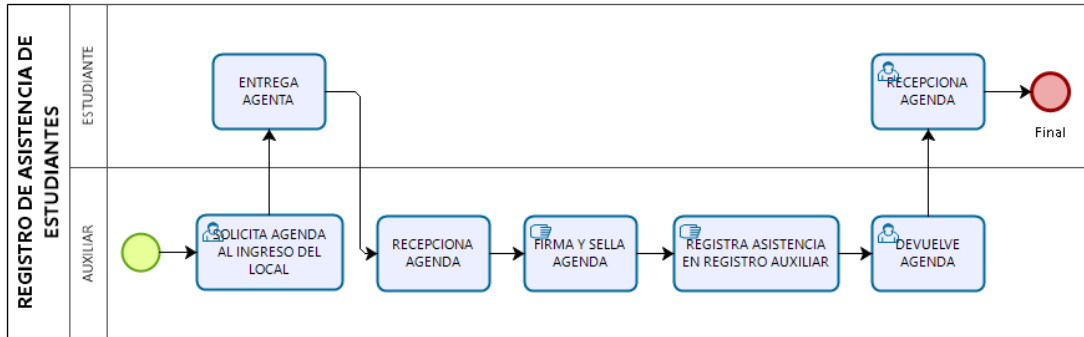 REGISTRO DE ASISTENCIA DE
ESTUDIANTES
ESTUDIANTE
ENTREGA
AGENTA
RECEPCIONA
AGENDA
Final
AUXILIAR
SOLICITA AGENDA
AL INGRESO DEL
LOCAL
RECEPCIONA
AGENDA
FIRMA Y SELLA
AGENDA
REGISTRA ASISTENCIA
EN REGISTRO AUXILIAR
DEVUELVE
AGENDA